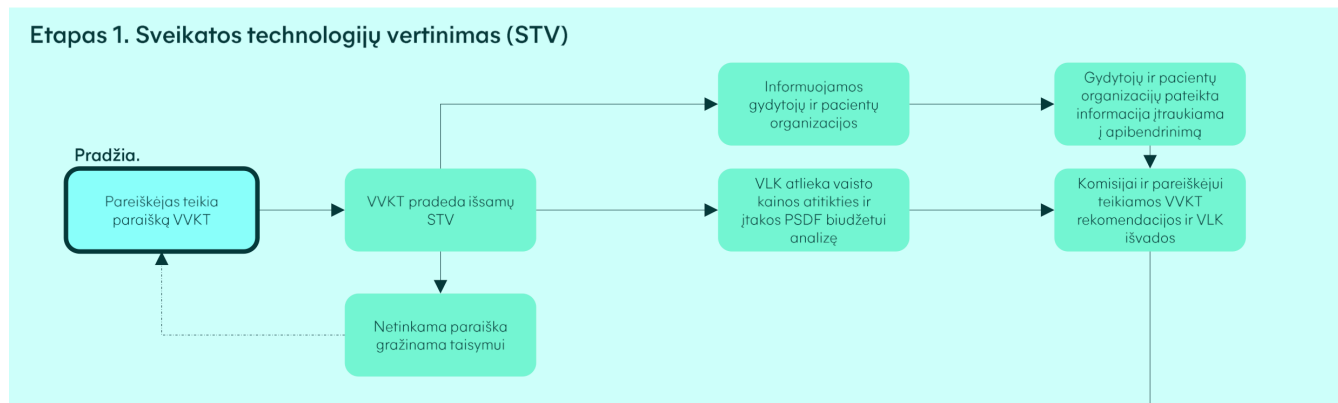 Etapas 1. Sveikatos technologijų vertinimas (STV)
Pradžia.
Pareiškėjas teikia
paraišką VVKT
VVKT pradeda išsamų
STV
Netinkama paraiška
gražinama taisymui
Informuojamos
gydytojų ir pacientų
organizacijos
VLK atlieka vaisto
kainos atitikties ir
įtakos PSDF biudžetui
analizę
Gydytojų ir pacientų
organizacijų pateikta
informacija įtraukiama
į apibendrinimą
Komisijai ir pareiškėjui
teikiamos VVKT
rekomendacijos ir VLK
išvados